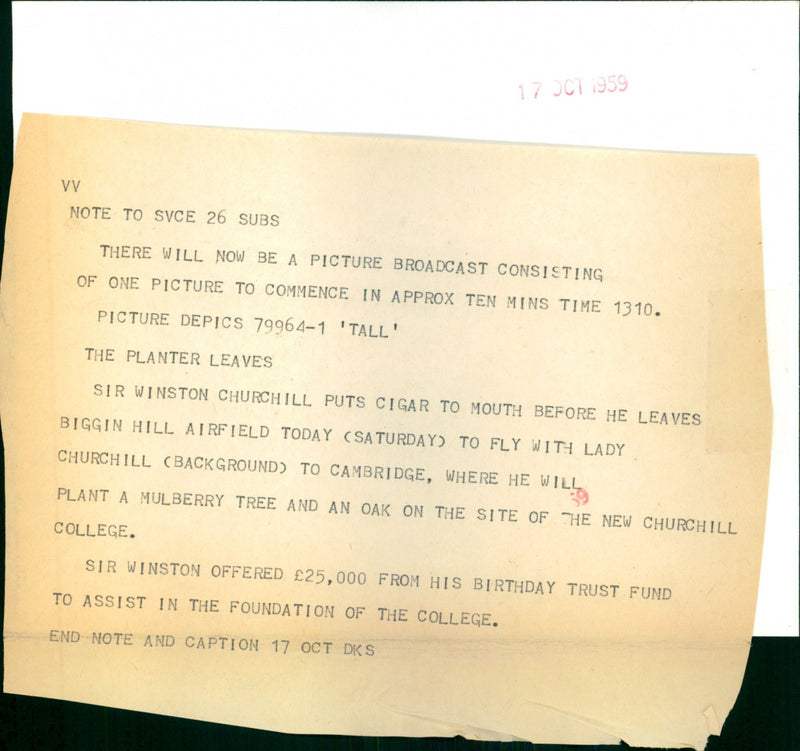 17 OCT 1959
VV
NOTE TO SVCE 26 SUBS
THERE WILL NOW BE A PICTURE BROADCAST CONSISTING
OF ONE PICTURE TO COMMENCE IN APPROX TEN MINS TIME 1310.
PICTURE DEPICS 79964-1 'TALL'
THE PLANTER LEAVES
SIR WINSTON CHURCHILL PUTS CIGAR TO MOUTH BEFORE HE LEAVES
BIGGIN HILL AIRFIELD TODAY (SATURDAY) TO FLY WITH LADY
CHURCHILL (BACKGROUND) TO CAMBRIDGE, WHERE HE WILL
PLANT A MULBERRY TREE AND AN OAK ON THE SITE OF THE NEW CHURCHILL
COLLEGE.
SIR WINSTON OFFERED £25,000 FROM HIS BIRTHDAY TRUST FUND
TO ASSIST IN THE FOUNDATION OF THE COLLEGE.
END NOTE AND CAPTION 17 OCT DKS